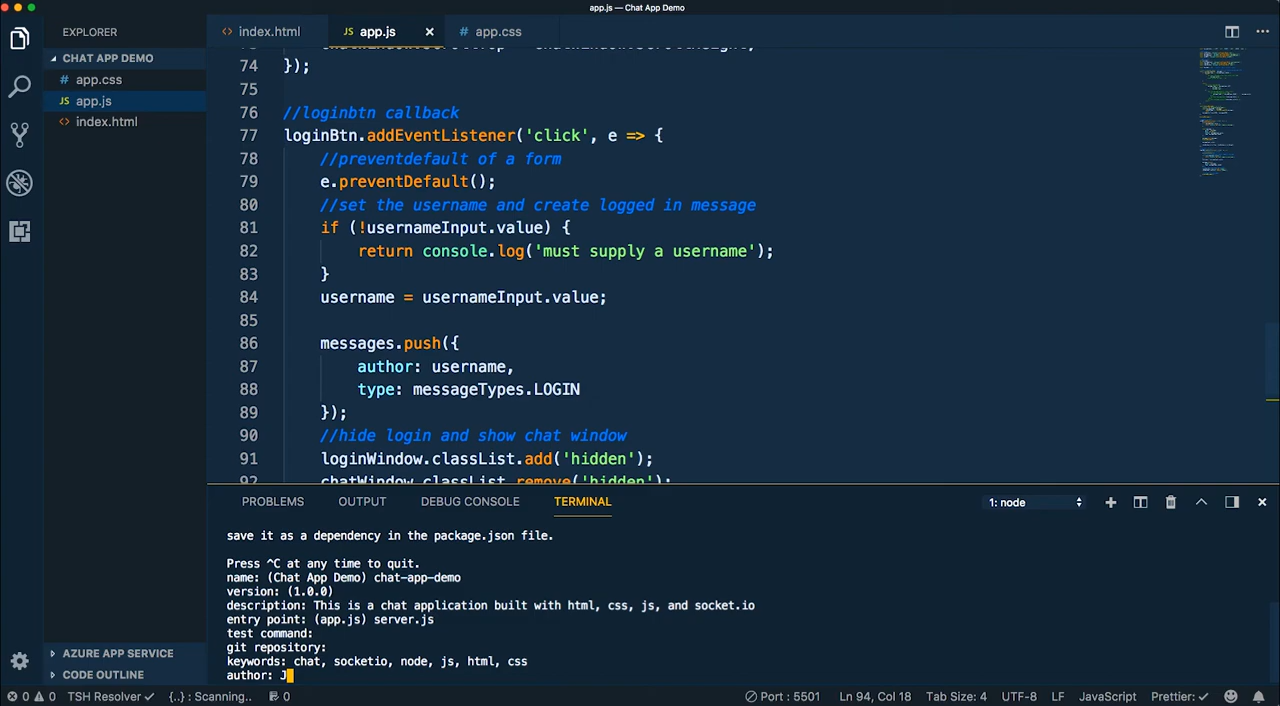 app.js — Chat App Demo
EXPLORER
CHAT APP DEMO
# app.css
JS app.js
<> index.html
AZURE APP SERVICE
CODE OUTLINE
<> index.html
JS app.js
# app.css
74 });
75
76 //loginbtn callback
77 loginBtn.addEventListener('click', e => {
78 //preventdefault of a form
79 e.preventDefault();
80 //set the username and create logged in message
81 if (!usernameInput.value) {
82 return console.log('must supply a username');
83 }
84 username = usernameInput.value;
85
86 messages.push({
87 author: username,
88 type: messageTypes.LOGIN
89 });
90 //hide login and show chat window
91 loginWindow.classList.add('hidden');
92 chatWindow.classList.remove('hidden');
PROBLEMS OUTPUT DEBUG CONSOLE TERMINAL 1: node
save it as a dependency in the package.json file.
Press ^C at any time to quit.
name: (Chat App Demo) chat-app-demo
version: (1.0.0)
description: This is a chat application built with html, css, js, and socket.io
entry point: (app.js) server.js
test command:
git repository:
keywords: chat, socketio, node, js, html, css
author: J
0 0 TSH Resolver ✓ {..} : Scanning.. 0 Port : 5501 Ln 94, Col 18 Tab Size: 4 UTF-8 LF JavaScript Prettier: ✓